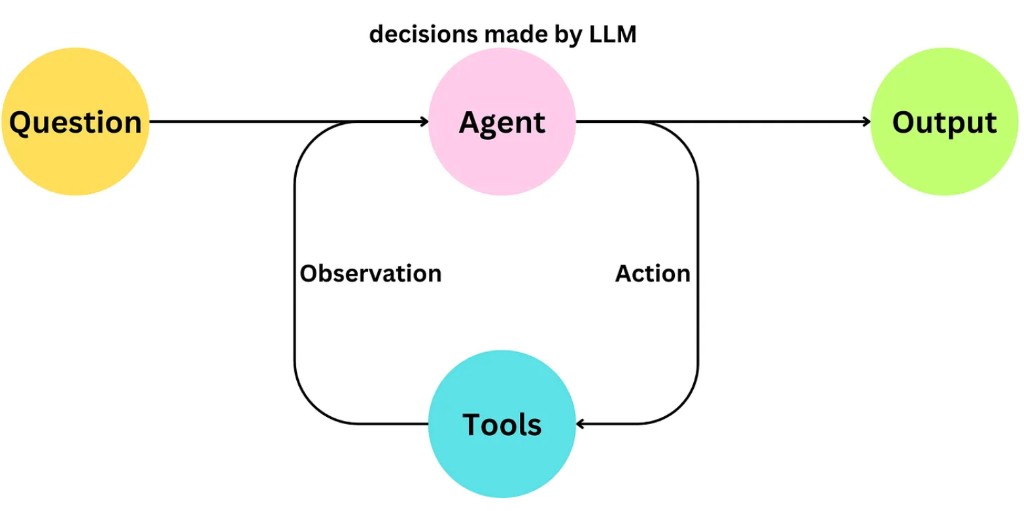 decisions made by LLM
Question
Agent
Output
Observation
Action
Tools